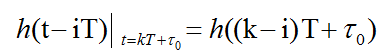 h(t−iT)|ₜ₌ₖT₊τ₀ = h((k−i)T+τ₀)